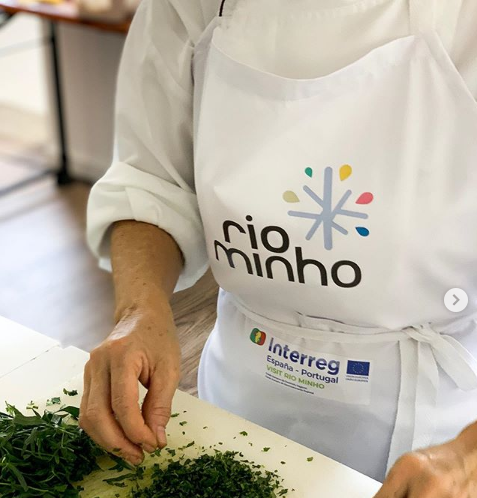 rio
minho
Interreg
España - Portugal
VISIT RIO MINHO